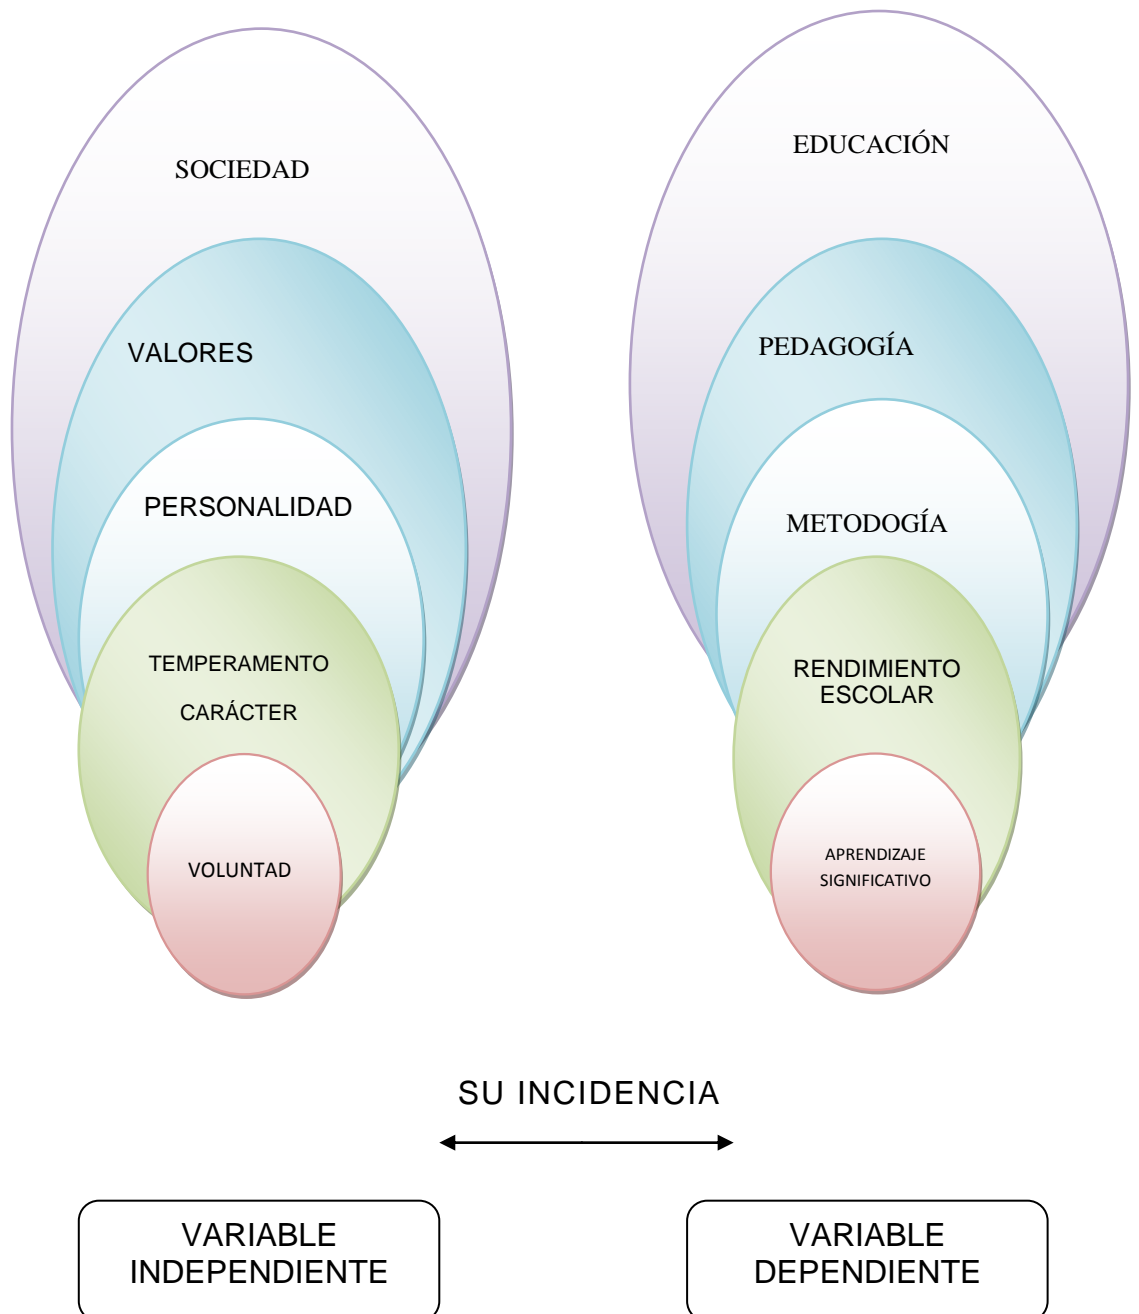 SOCIEDAD
VALORES
PERSONALIDAD
TEMPERAMENTO
CARÁCTER
VOLUNTAD
EDUCACIÓN
PEDAGOGÍA
METODOGÍA
RENDIMIENTO
ESCOLAR
APRENDIZAJE
SIGNIFICATIVO
SU INCIDENCIA
VARIABLE
INDEPENDIENTE
VARIABLE
DEPENDIENTE